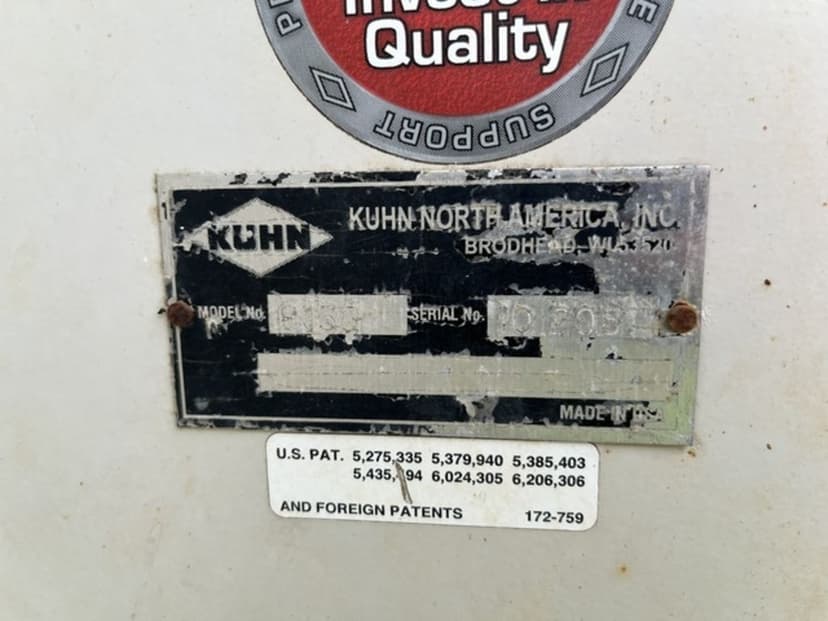 Invest in
Quality
SUPPORT
KUHN
KUHN NORTH AMERICA, INC.
BRODHEAD, WI 53520
MODEL No.
SERIAL No.
MADE IN USA
U.S. PAT. 5,275,335 5,379,940 5,385,403
6,024,305 6,206,306
AND FOREIGN PATENTS 172-759